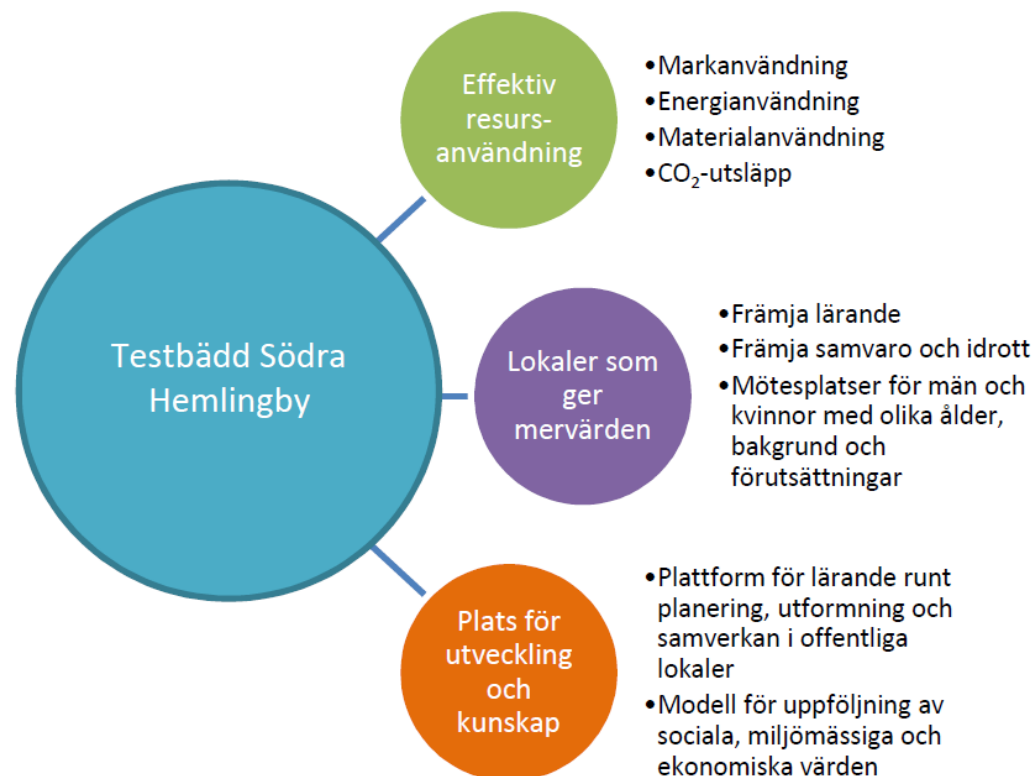 Testbädd Södra
Hemlingby
Effektiv
resurs-
användning
•Markanvändning
•Energianvändning
•Materialanvändning
•CO₂-utsläpp
Lokaler som
ger
mervärden
•Främja lärande
•Främja samvaro och idrott
•Mötesplatser för män och
kvinnor med olika ålder,
bakgrund och
förutsättningar
Plats för
utveckling
och
kunskap
•Plattform för lärande runt
planering, utformning och
samverkan i offentliga
lokaler
•Modell för uppföljning av
sociala, miljömässiga och
ekonomiska värden